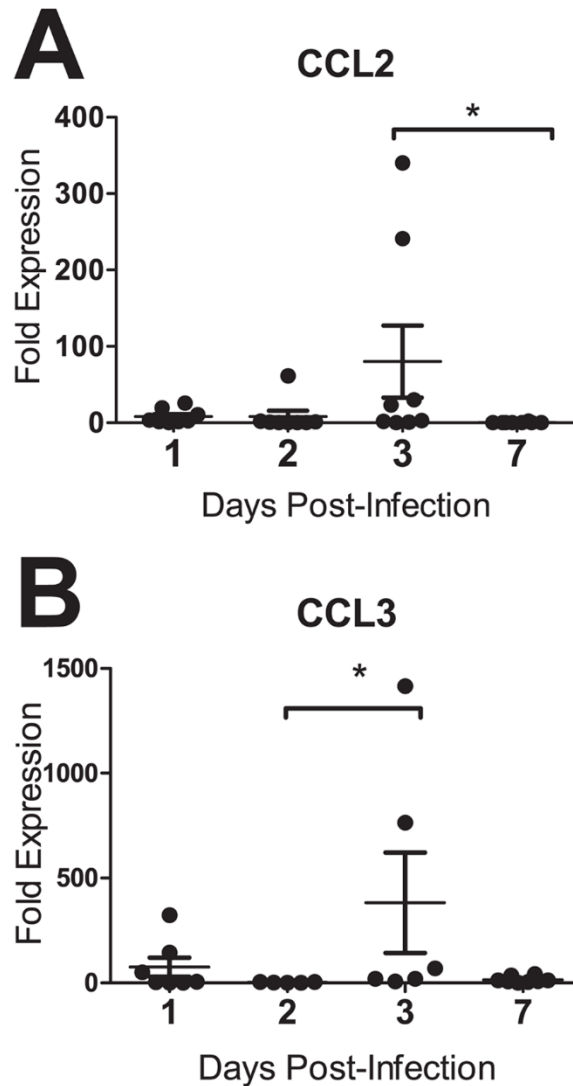 A
CCL2
*
400
300
200
100
0
Fold Expression
1 2 3 7
Days Post-Infection
B
CCL3
*
1500
1000
500
0
Fold Expression
1 2 3 7
Days Post-Infection